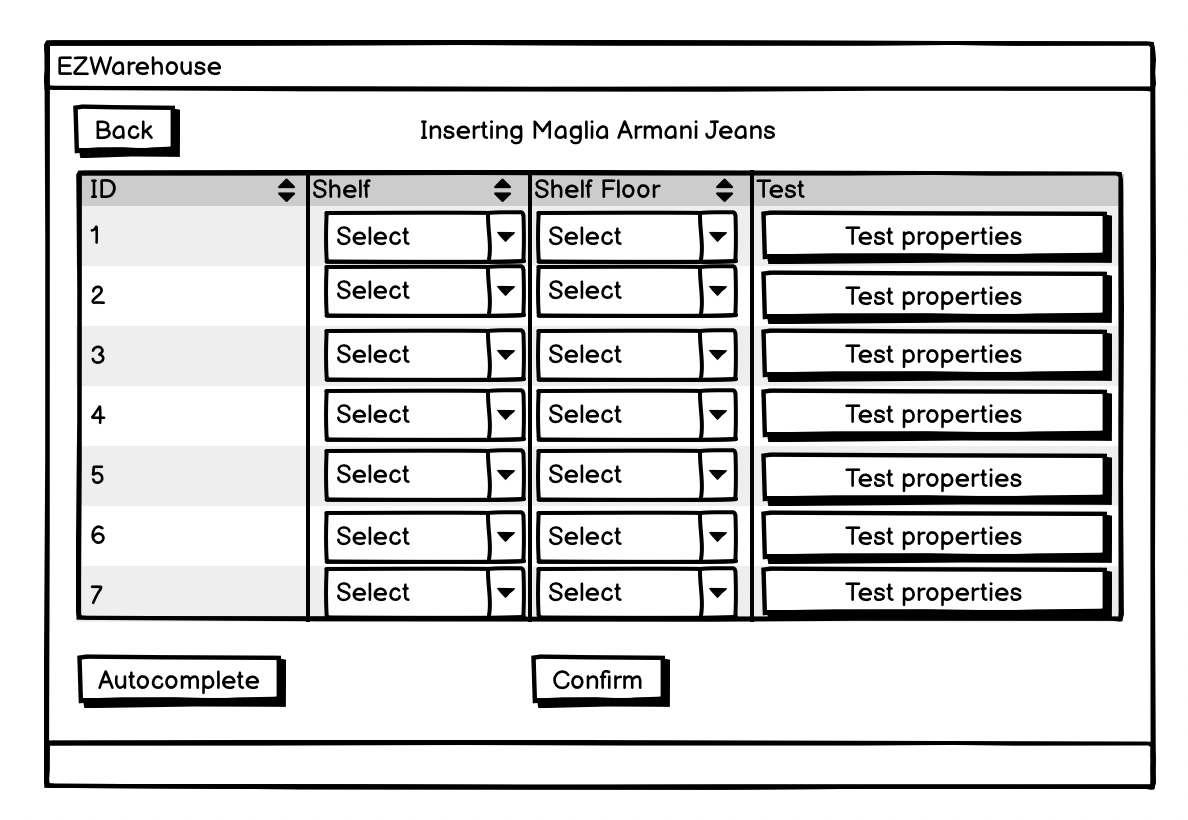 EZWarehouse
Back Inserting Maglia Armani Jeans
ID Shelf Shelf Floor Test
1 Select Select Test properties
2 Select Select Test properties
3 Select Select Test properties
4 Select Select Test properties
5 Select Select Test properties
6 Select Select Test properties
7 Select Select Test properties
Autocomplete Confirm